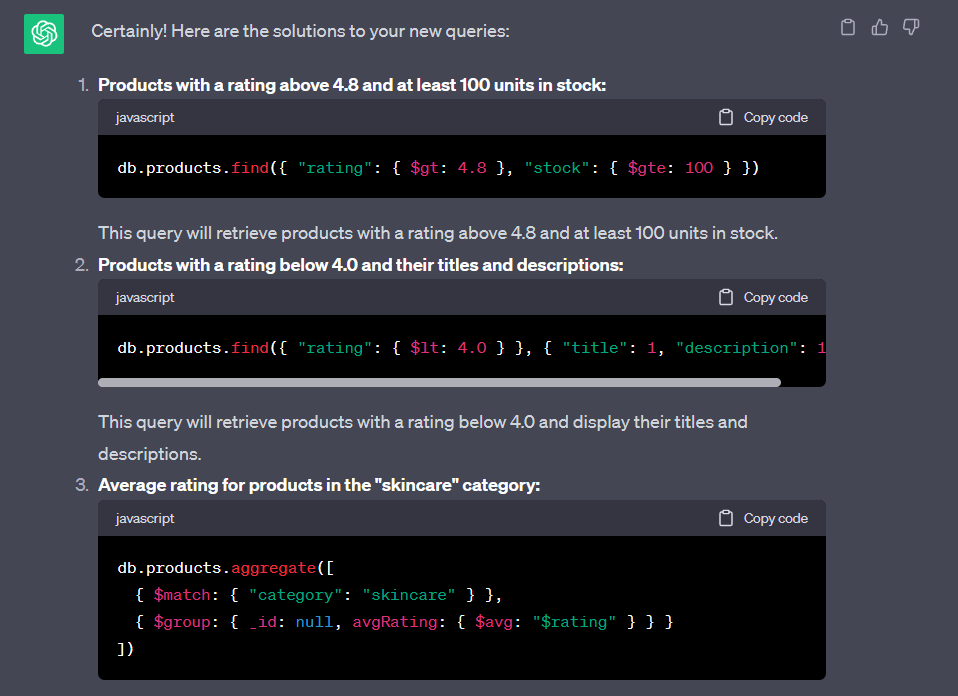 Certainly! Here are the solutions to your new queries:
1. Products with a rating above 4.8 and at least 100 units in stock:
javascript
Copy code
db.products.find({ "rating": { $gt: 4.8 }, "stock": { $gte: 100 } })
This query will retrieve products with a rating above 4.8 and at least 100 units in stock.
2. Products with a rating below 4.0 and their titles and descriptions:
javascript
Copy code
db.products.find({ "rating": { $lt: 4.0 } }, { "title": 1, "description": 1
This query will retrieve products with a rating below 4.0 and display their titles and
descriptions.
3. Average rating for products in the "skincare" category:
javascript
Copy code
db.products.aggregate([
  { $match: { "category": "skincare" } },
  { $group: { _id: null, avgRating: { $avg: "$rating" } } }
])